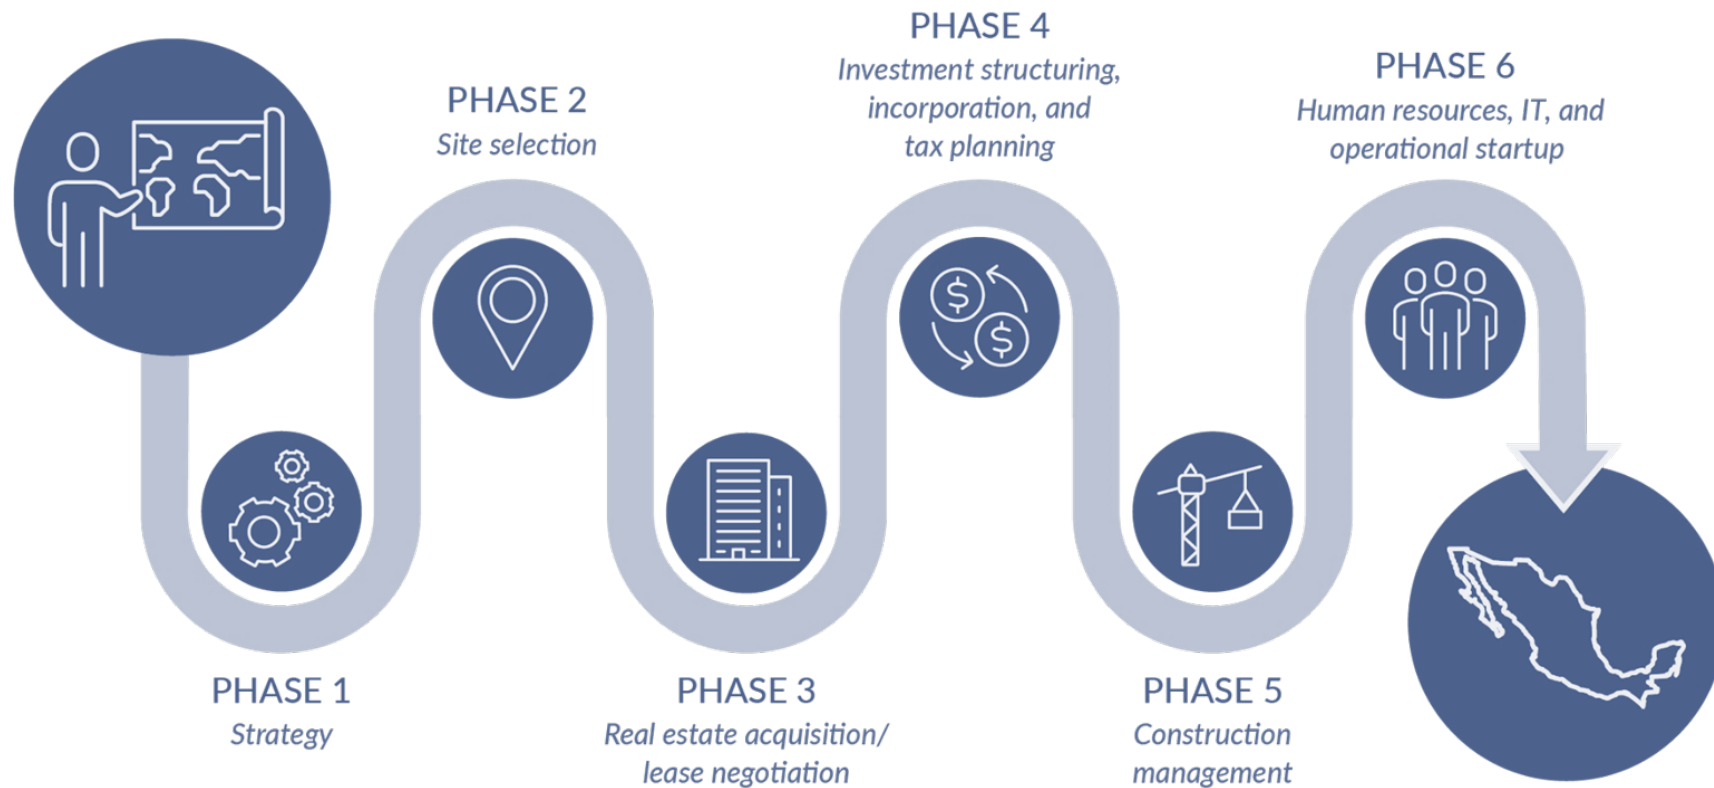 PHASE 1
Strategy
PHASE 2
Site selection
PHASE 3
Real estate acquisition/
lease negotiation
PHASE 4
Investment structuring,
incorporation, and
tax planning
PHASE 5
Construction
management
PHASE 6
Human resources, IT, and
operational startup
$
$